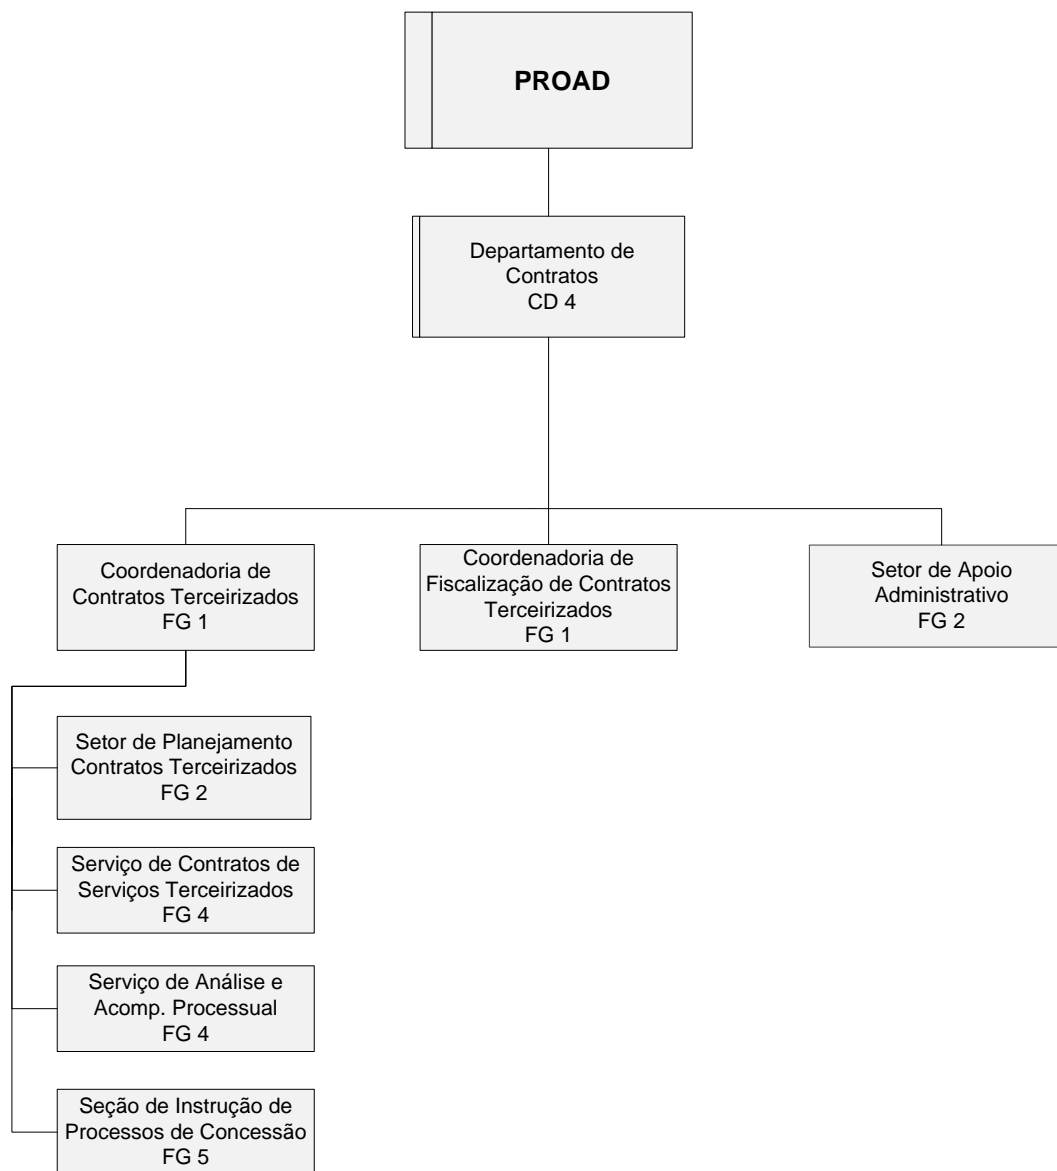 PROAD
Departamento de
Contratos
CD 4
Coordenadoria de
Contratos Terceirizados
FG 1
Coordenadoria de
Fiscalização de Contratos
Terceirizados
FG 1
Setor de Apoio
Administrativo
FG 2
Setor de Planejamento
Contratos Terceirizados
FG 2
Serviço de Contratos de
Serviços Terceirizados
FG 4
Serviço de Análise e
Acomp. Processual
FG 4
Seção de Instrução de
Processos de Concessão
FG 5